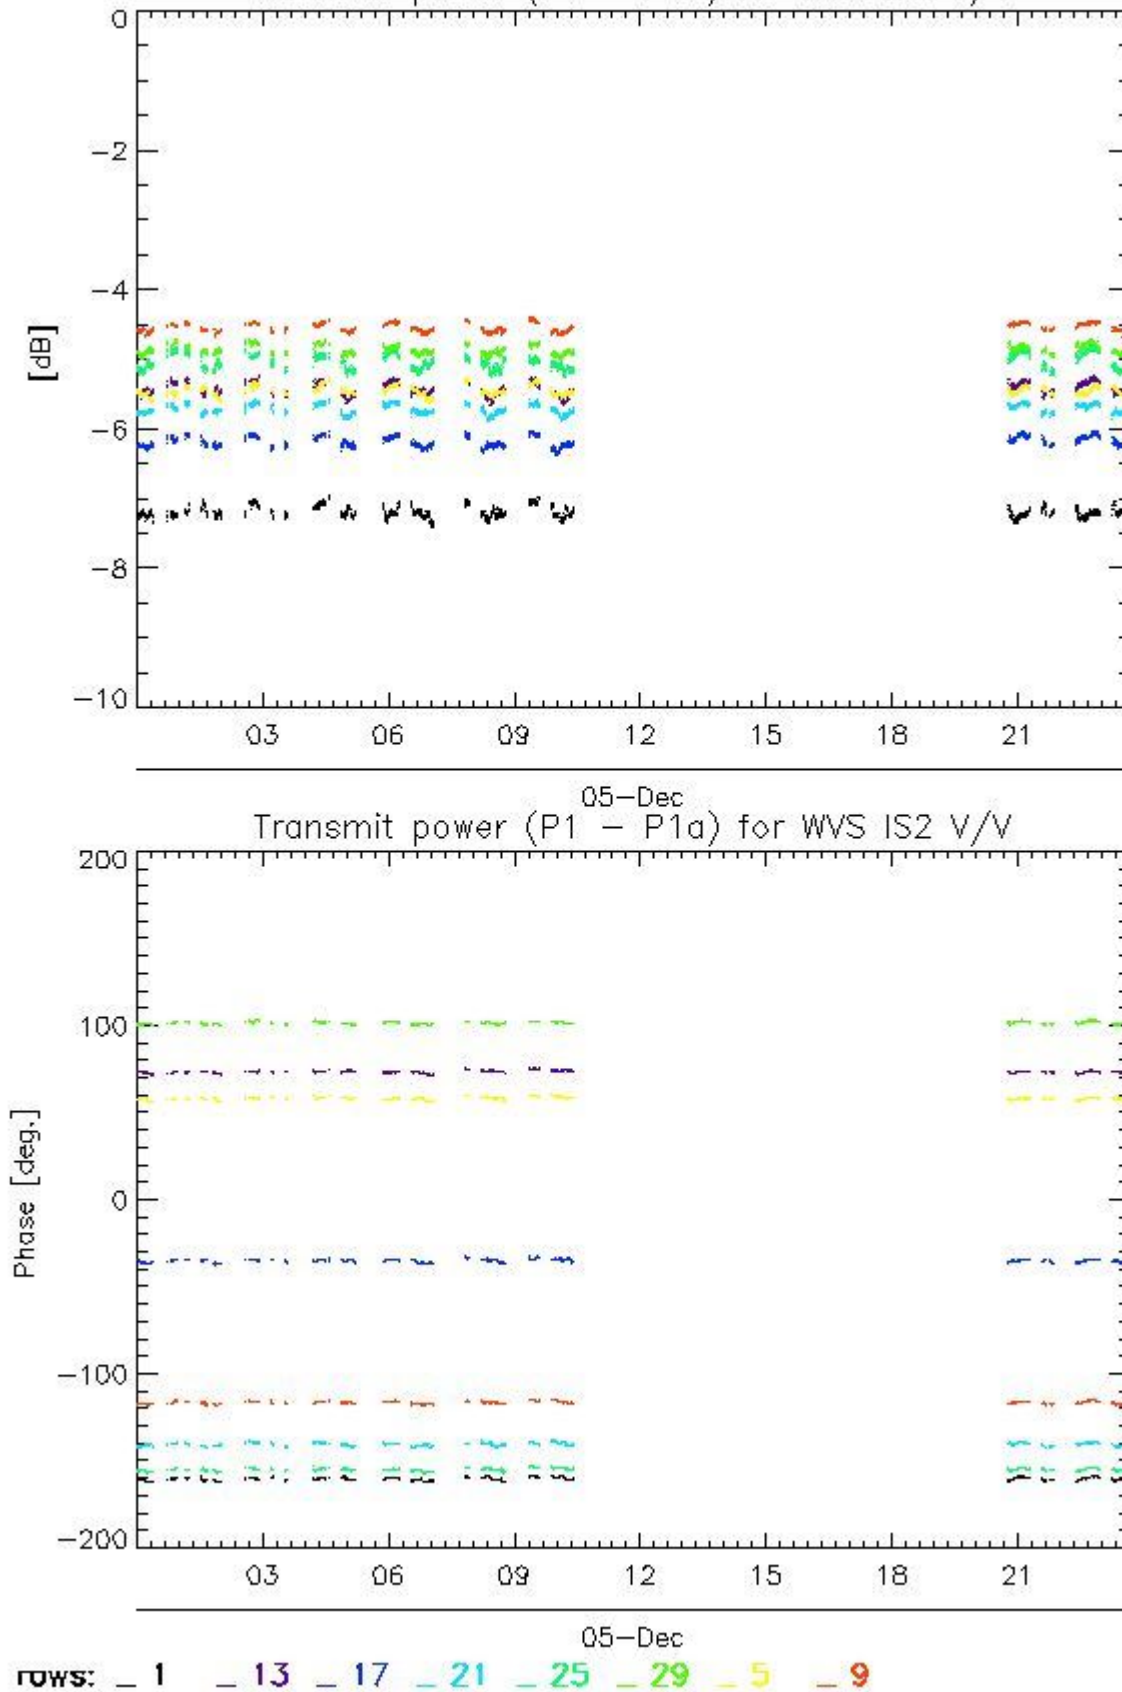 0
-2
-4
[dB]
-6
-8
-10
03 06 09 12 15 18 21
05-Dec
Transmit power (P1 - P1a) for WVS IS2 V/V
200
100
Phase [deg.]
0
-100
-200
03 06 09 12 15 18 21
05-Dec
rows: _ 1 _ 13 _ 17 _ 21 _ 25 _ 29 _ 5 _ 9